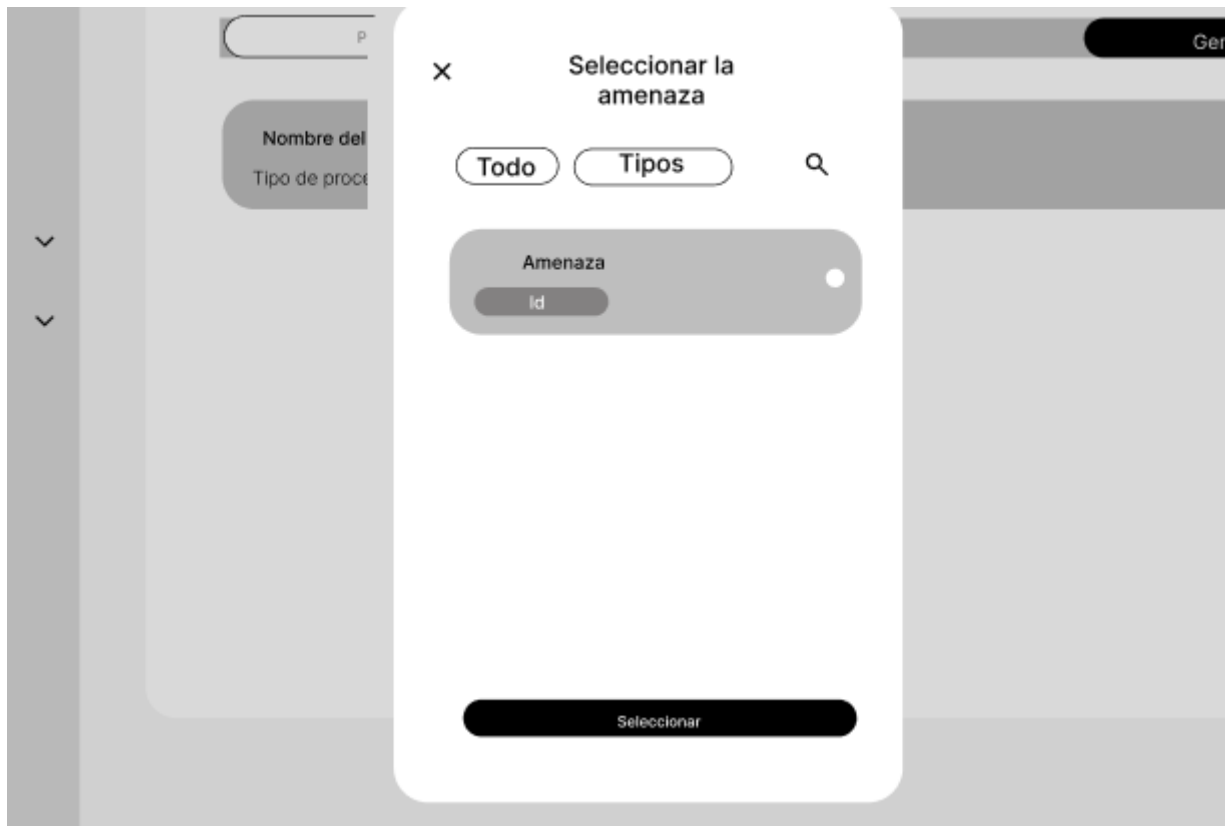 P
Ger
Seleccionar la
amenaza
Nombre del
Tipo de proce
Todo
Tipos
Amenaza
Id
Seleccionar